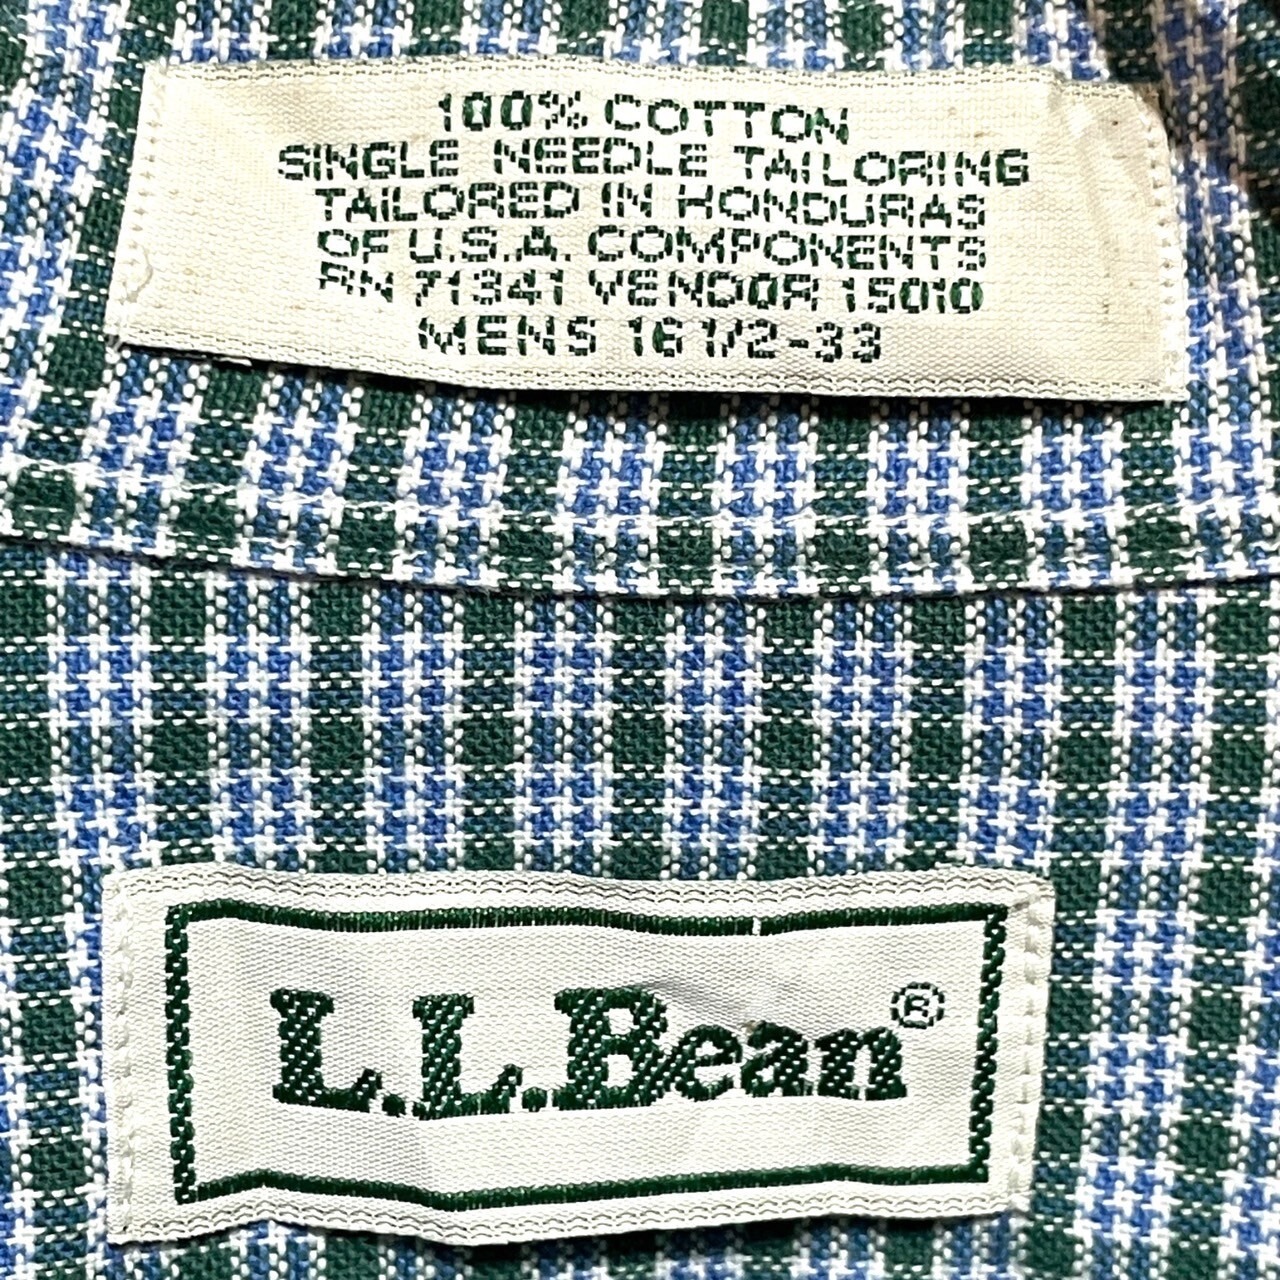 100% COTTON
SINGLE NEEDLE TAILORING
TAILORED IN HONDURAS
OF U.S.A. COMPONENTS
RN 71341 VENDOR 15010
MENS 16 1/2-33
L.L.Bean®